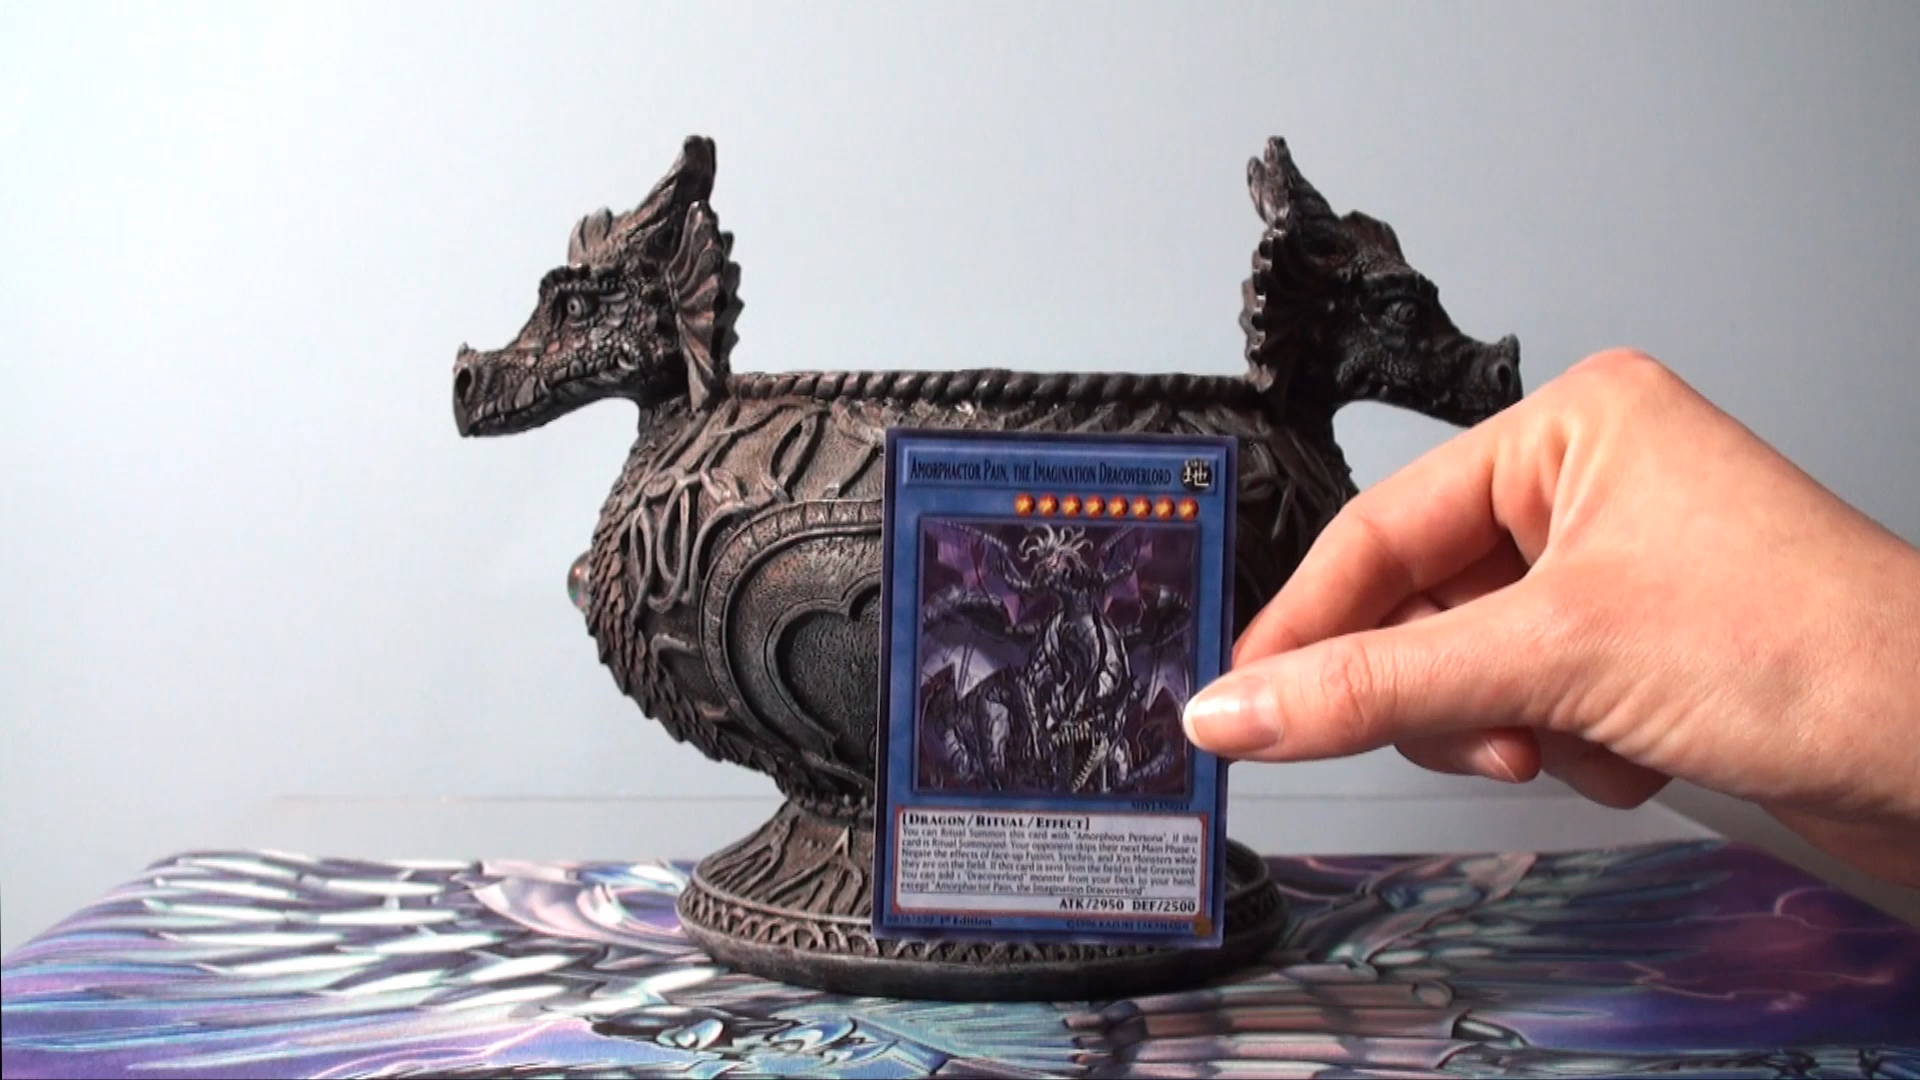 Amorphactor Pain, the Imagination Dracoverlord
地
[Dragon/Ritual/Effect]
You can Ritual Summon this card with "Amorphous Persona". If this
card is Ritual Summoned: Your opponent skips their next Main Phase 1.
Negate the effects of face-up Fusion, Synchro, and Xyz Monsters while
they are on the field. If this card is sent from the field to the Graveyard:
You can add 1 "Dracoverlord" monster from your Deck to your hand,
except "Amorphactor Pain, the Imagination Dracoverlord".
ATK/2950 DEF/2500
1st Edition
©1996 KAZUKI TAKAHASHI